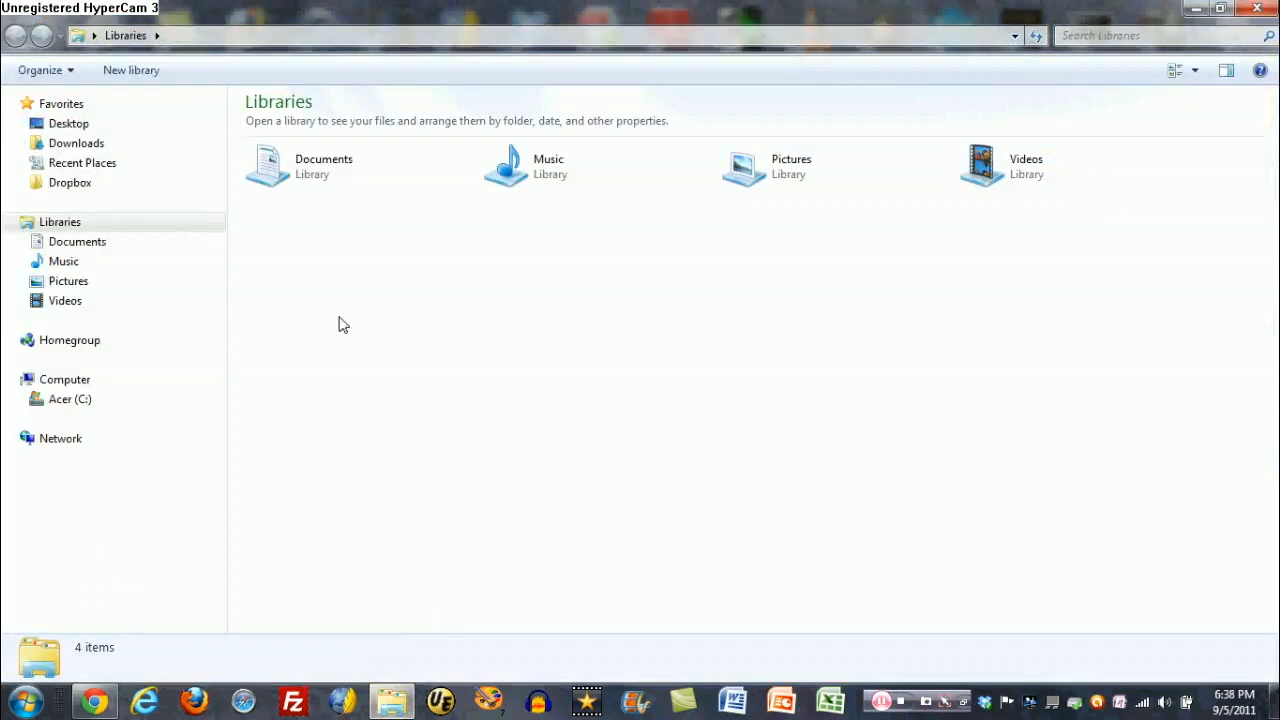 Unregistered HyperCam 3
Libraries
Search Libraries
Organize
New library
Favorites
Desktop
Downloads
Recent Places
Dropbox
Libraries
Documents
Music
Pictures
Videos
Homegroup
Computer
Acer (C:)
Network
Libraries
Open a library to see your files and arrange them by folder, date, and other properties.
Documents
Library
Music
Library
Pictures
Library
Videos
Library
4 items
FZ
UE
6:38 PM
9/5/2011